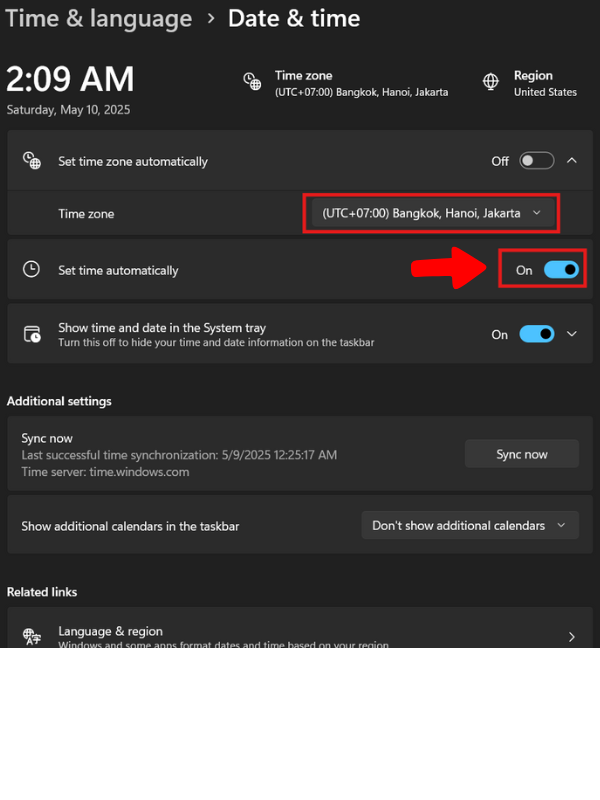 Time & language › Date & time
2:09 AM
Saturday, May 10, 2025
Time zone
(UTC+07:00) Bangkok, Hanoi, Jakarta
Region
United States
Set time zone automatically
Off
Time zone
(UTC+07:00) Bangkok, Hanoi, Jakarta
Set time automatically
On
Show time and date in the System tray
Turn this off to hide your time and date information on the taskbar
On
Additional settings
Sync now
Last successful time synchronization: 5/9/2025 12:25:17 AM
Time server: time.windows.com
Sync now
Show additional calendars in the taskbar
Don't show additional calendars
Related links
Language & region
Windows and some apps format dates and time based on your region